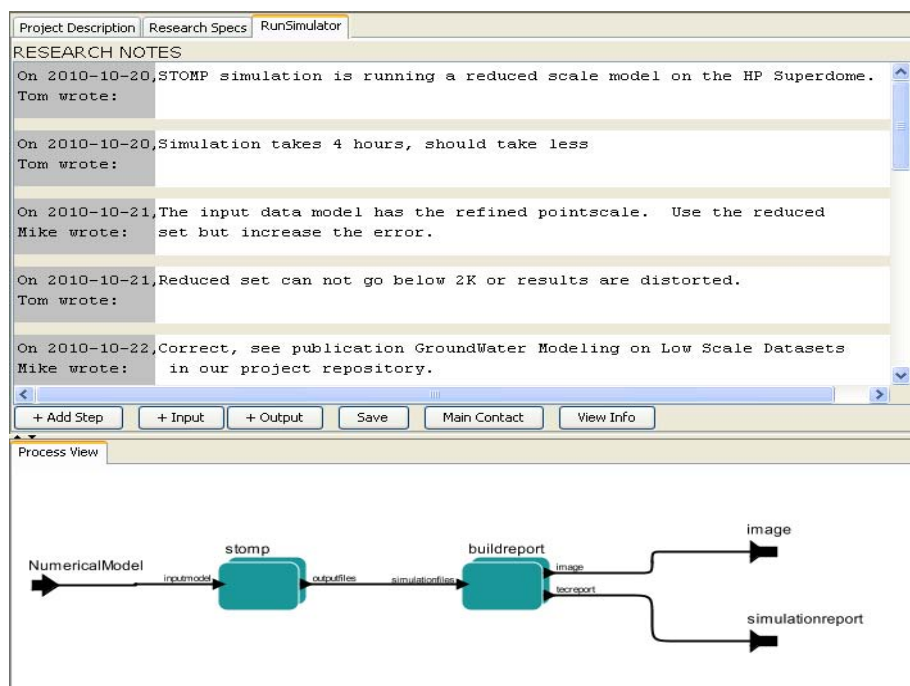 Project Description Research Specs RunSimulator
RESEARCH NOTES
On 2010-10-20, STOMP simulation is running a reduced scale model on the HP Superdome.
Tom wrote:
On 2010-10-20, Simulation takes 4 hours, should take less
Tom wrote:
On 2010-10-21, The input data model has the refined pointscale. Use the reduced
Mike wrote: set but increase the error.
On 2010-10-21, Reduced set can not go below 2K or results are distorted.
Tom wrote:
On 2010-10-22, Correct, see publication GroundWater Modeling on Low Scale Datasets
Mike wrote: in our project repository.
+ Add Step + Input + Output Save Main Contact View Info
Process View
image
stomp buildreport
NumericalModel
image
inputmodel outputfiles simulationfiles
tecreport
simulationreport